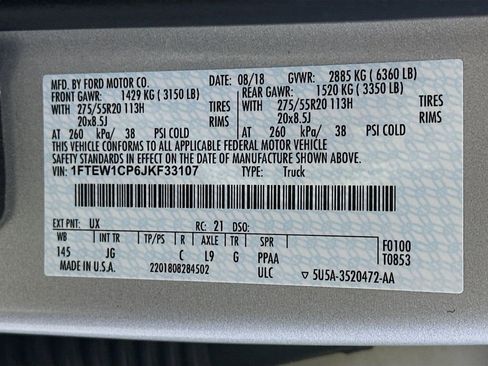 MFD. BY FORD MOTOR CO. DATE: 08/18 GVWR: 2885 KG ( 6360 LB)
FRONT GAWR: 1429 KG ( 3150 LB) REAR GAWR: 1520 KG ( 3350 LB)
WITH 275/55R20 113H TIRES WITH 275/55R20 113H TIRES
20x8.5J RIMS 20x8.5J RIMS
AT 260 kPa/ 38 PSI COLD AT 260 kPa/ 38 PSI COLD
THIS VEHICLE CONFORMS TO ALL APPLICABLE FEDERAL MOTOR VEHICLE
SAFETY, BUMPER, AND THEFT PREVENTION STANDARDS IN EFFECT ON THE DATE OF MANUFACTURE SHOWN ABOVE.
VIN: 1FTEW1CP6JKF33107 TYPE: Truck
EXT PNT: UX RC: 21 DSO:
WB INT TR TP/PS R AXLE TR SPR F0100
145 JG C L9 G PPAA T0853
MADE IN U.S.A. 2201808284502 ULC ▽ 5U5A-3520472-AA